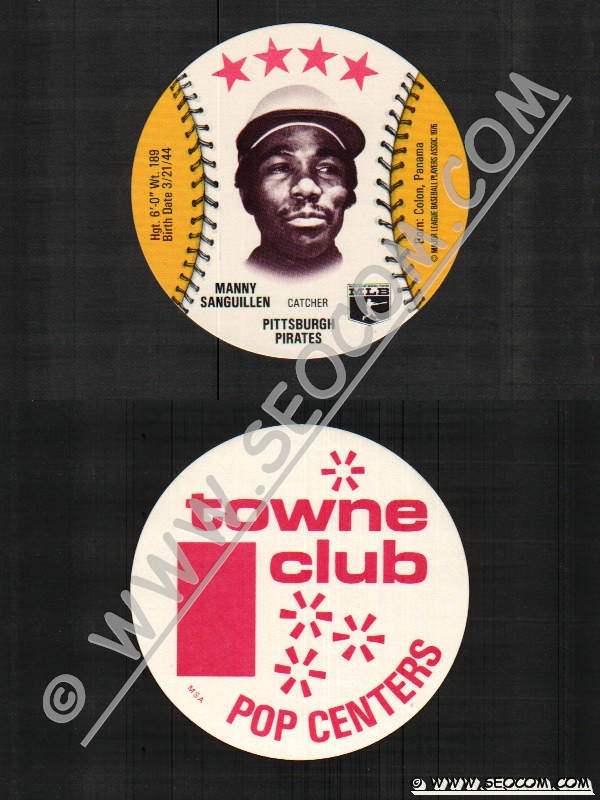 Hgt. 6'-0" Wt. 189
Birth Date 3/21/44
Born: Colon, Panama
© MAJOR LEAGUE BASEBALL PLAYERS ASSOC. 1976
MANNY
SANGUILLEN
CATCHER
MLB
PITTSBURGH
PIRATES
© WWW.SEOCOM.COM
towne
club
POP CENTERS
MSA
© WWW.SEOCOM.COM